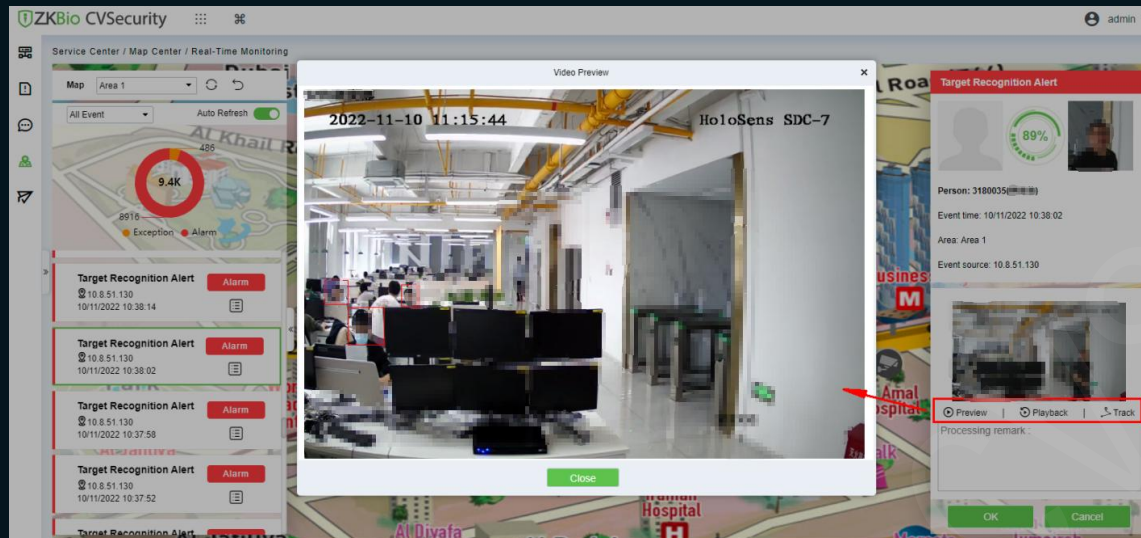 ZKBio CVSecurity
admin
Service Center / Map Center / Real-Time Monitoring
Map Area 1
All Event Auto Refresh
486
9.4K
8916
Exception Alarm
Target Recognition Alert Alarm
10.8.51.130
10/11/2022 10:38:14
Target Recognition Alert Alarm
10.8.51.130
10/11/2022 10:38:02
Target Recognition Alert Alarm
10.8.51.130
10/11/2022 10:37:58
Target Recognition Alert Alarm
10.8.51.130
10/11/2022 10:37:52
Target Recognition Alert
Video Preview
2022-11-10 11:15:44 HoloSens SDC-7
Close
Al Khail
Hospital
H
Al Diyafa
M
Target Recognition Alert
89%
Person: 3180035
Event time: 10/11/2022 10:38:02
Area: Area 1
Event source: 10.8.51.130
Preview | Playback | Track
Processing remark :
OK Cancel